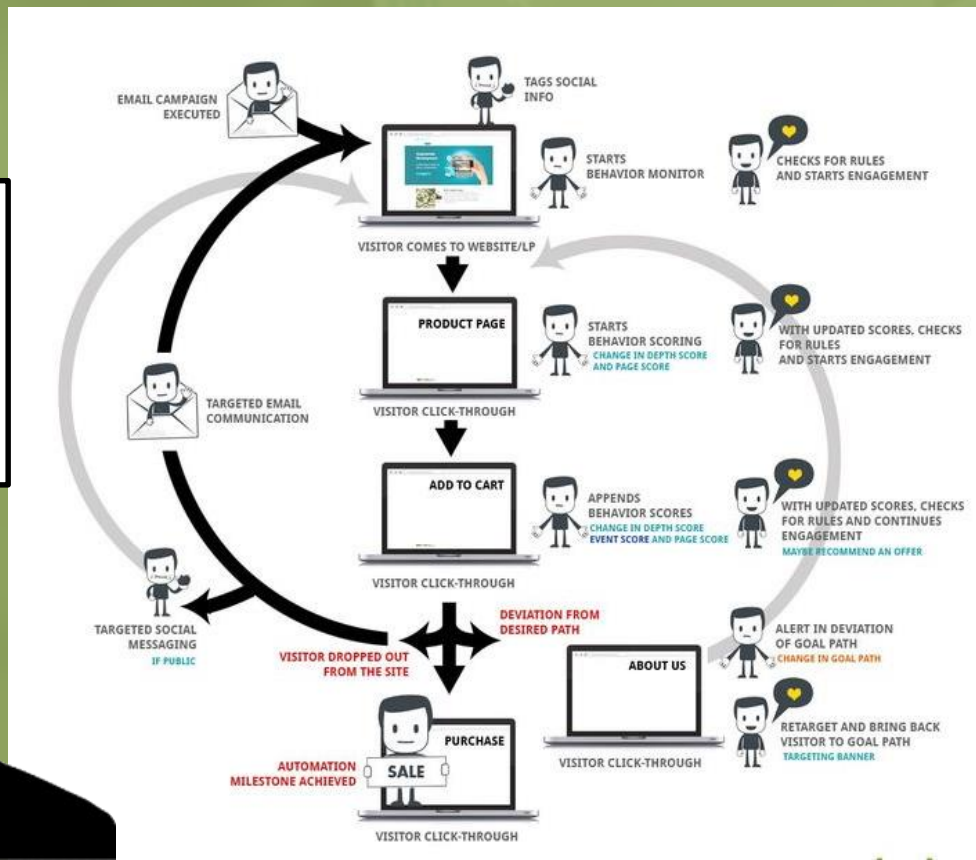 EMAIL CAMPAIGN
EXECUTED
TAGS SOCIAL
INFO
STARTS
BEHAVIOR MONITOR
CHECKS FOR RULES
AND STARTS ENGAGEMENT
VISITOR COMES TO WEBSITE/LP
PRODUCT PAGE
STARTS
BEHAVIOR SCORING
CHANGE IN DEPTH SCORE
AND PAGE SCORE
WITH UPDATED SCORES, CHECKS
FOR RULES
AND STARTS ENGAGEMENT
VISITOR CLICK-THROUGH
TARGETED EMAIL
COMMUNICATION
ADD TO CART
APPENDS
BEHAVIOR SCORES
CHANGE IN DEPTH SCORE
EVENT SCORE AND PAGE SCORE
WITH UPDATED SCORES, CHECKS
FOR RULES AND CONTINUES
ENGAGEMENT
MAYBE RECOMMEND AN OFFER
VISITOR CLICK-THROUGH
TARGETED SOCIAL
MESSAGING
IF PUBLIC
VISITOR DROPPED OUT
FROM THE SITE
DEVIATION FROM
DESIRED PATH
ABOUT US
ALERT IN DEVIATION
OF GOAL PATH
CHANGE IN GOAL PATH
RETARGET AND BRING BACK
VISITOR TO GOAL PATH
TARGETING BANNER
VISITOR CLICK-THROUGH
AUTOMATION
MILESTONE ACHIEVED
SALE
PURCHASE
VISITOR CLICK-THROUGH